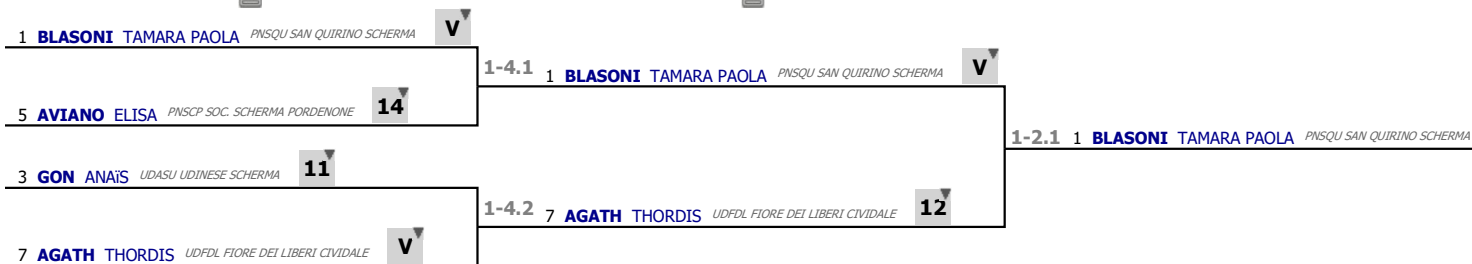 1 BLASONI TAMARA PAOLA PNSQU SAN QUIRINO SCHERMA V
5 AVIANO ELISA PNSCP SOC. SCHERMA PORDENONE 14
3 GON ANAïS UDASU UDINESE SCHERMA 11
7 AGATH THORDIS UDFDL FIORE DEI LIBERI CIVIDALE V
1-4.1 1 BLASONI TAMARA PAOLA PNSQU SAN QUIRINO SCHERMA V
1-4.2 7 AGATH THORDIS UDFDL FIORE DEI LIBERI CIVIDALE 12
1-2.1 1 BLASONI TAMARA PAOLA PNSQU SAN QUIRINO SCHERMA